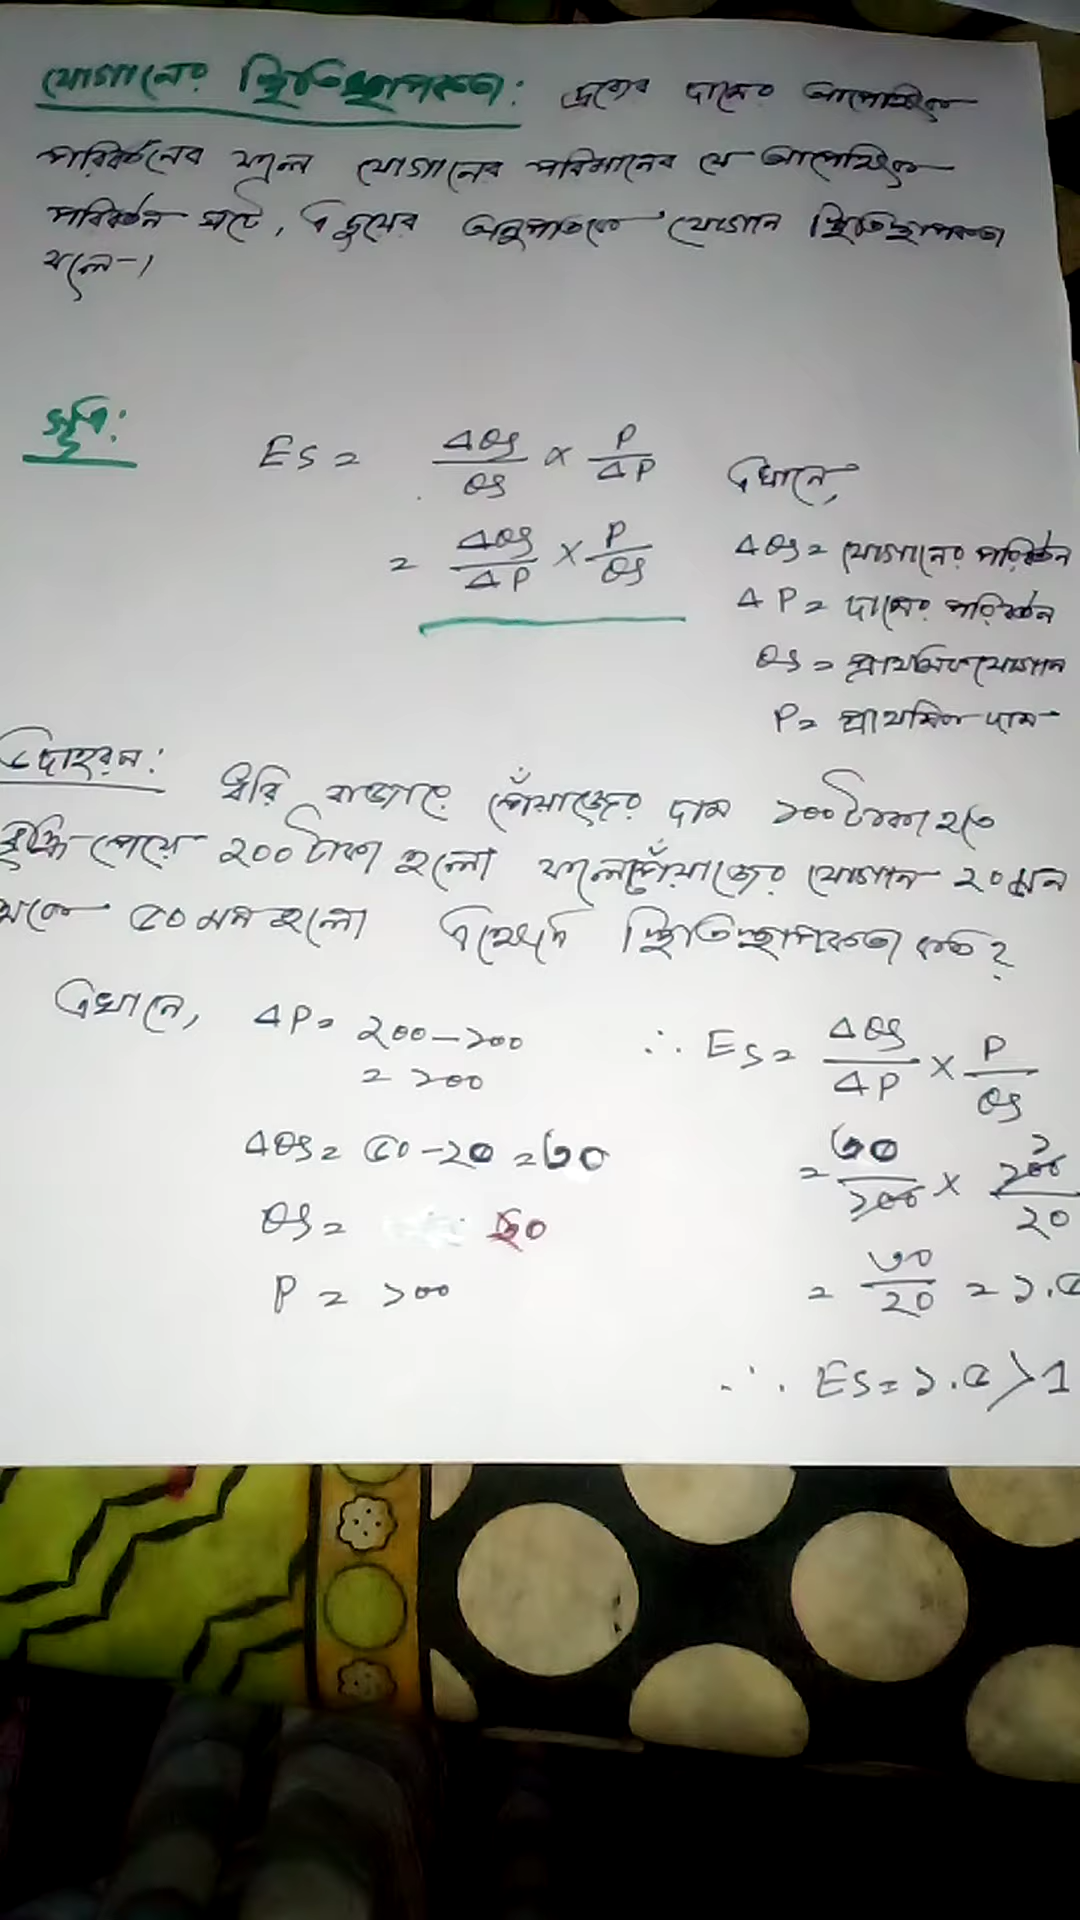 যোগানের স্থিতিস্থাপকতা: দ্রব্যের দামের আপেক্ষিক
পরিবর্তনের ফলে যোগানের পরিমানের যে আপেক্ষিক
পরিবর্তন ঘটে, এ দুয়ের অনুপাতকে যোগান স্থিতিস্থাপকতা
বলে।
সূত্র:
Es = ΔQs/Qs × P/ΔP
= ΔQs/ΔP × P/Qs
এখানে,
ΔQs = যোগানের পরিবর্তন
ΔP = দামের পরিবর্তন
Qs = প্রাথমিক যোগান
P = প্রাথমিক দাম
উদাহরন: ধরি বাজারে পেঁয়াজের দাম ১০০ টাকা হতে
বৃদ্ধি পেয়ে ২০০ টাকা হলো ফলে পেঁয়াজের যোগান ২০ মন
থেকে ৫০ মন হলো এক্ষেত্রে স্থিতিস্থাপকতা কত?
এখানে, ΔP = ২০০-১০০
= ১০০
ΔQs = ৫০-২০ = ৩০
Qs =
P = ১০০
∴ Es = ΔQs/ΔP × P/Qs
= ৩০/১০০ × ১০০/২০
= ৩০/২০ = ১.৫
∴ Es = ১.৫ > 1